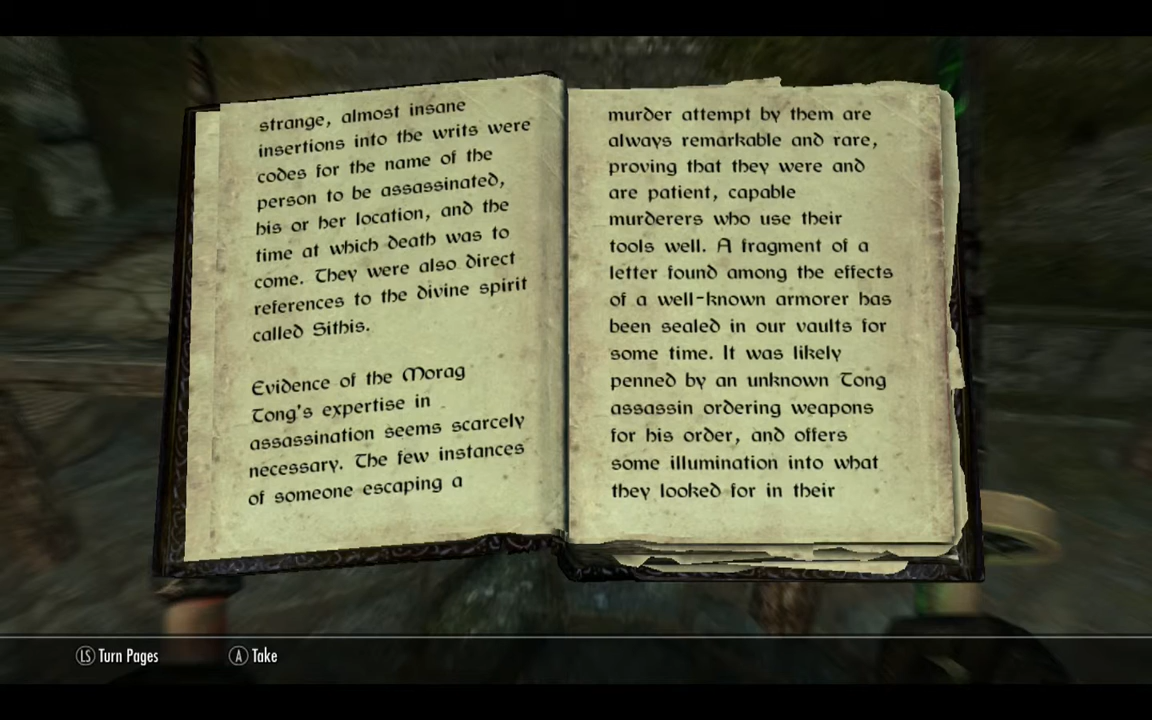 strange, almost insane
insertions into the writs were
codes for the name of the
person to be assassinated,
his or her location, and the
time at which death was to
come. They were also direct
references to the divine spirit
called Sithis.
Evidence of the Morag
Tong's expertise in
assassination seems scarcely
necessary. The few instances
of someone escaping a
murder attempt by them are
always remarkable and rare,
proving that they were and
are patient, capable
murderers who use their
tools well. A fragment of a
letter found among the effects
of a well-known armorer has
been sealed in our vaults for
some time. It was likely
penned by an unknown Tong
assassin ordering weapons
for his order, and offers
some illumination into what
they looked for in their
LS Turn Pages
A Take